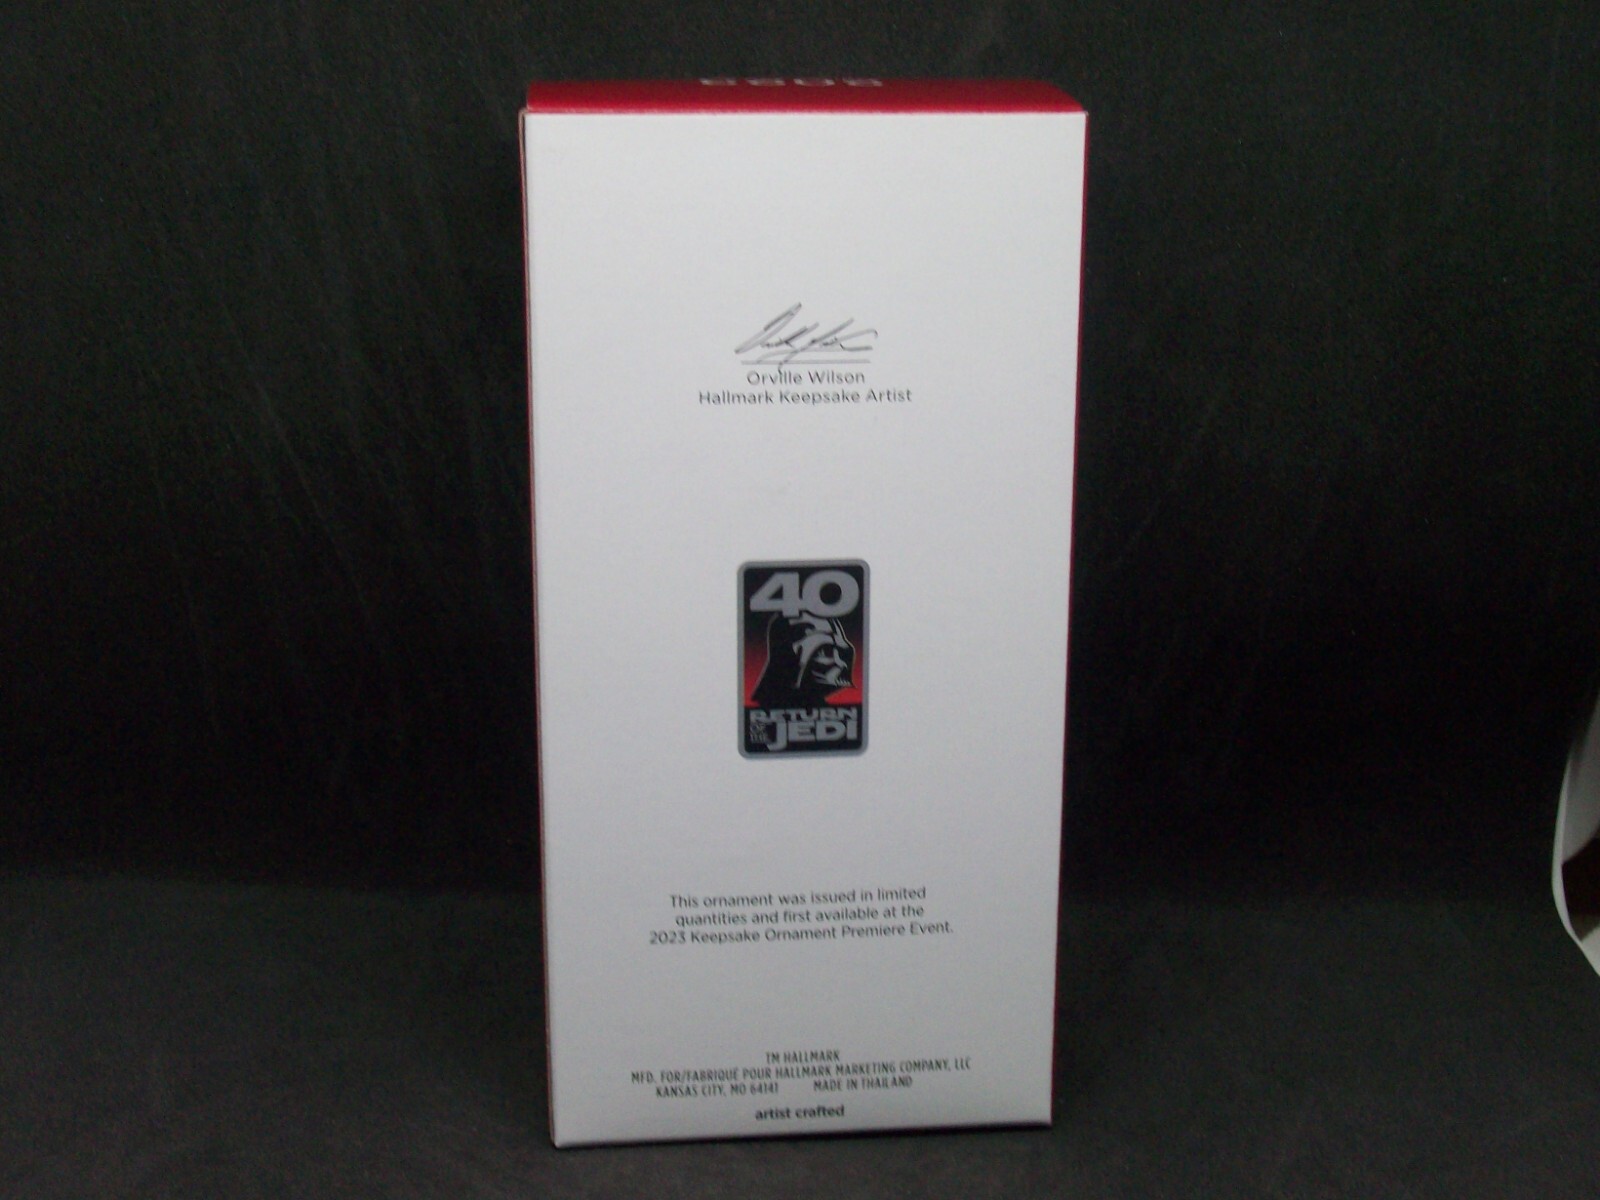 Orville Wilson
Hallmark Keepsake Artist
40
RETURN
OF THE
JEDI
This ornament was issued in limited
quantities and first available at the
2023 Keepsake Ornament Premiere Event.
TM HALLMARK
MFD. FOR/FABRIQUÉ POUR HALLMARK MARKETING COMPANY, LLC
KANSAS CITY, MO 64141 MADE IN THAILAND
artist crafted